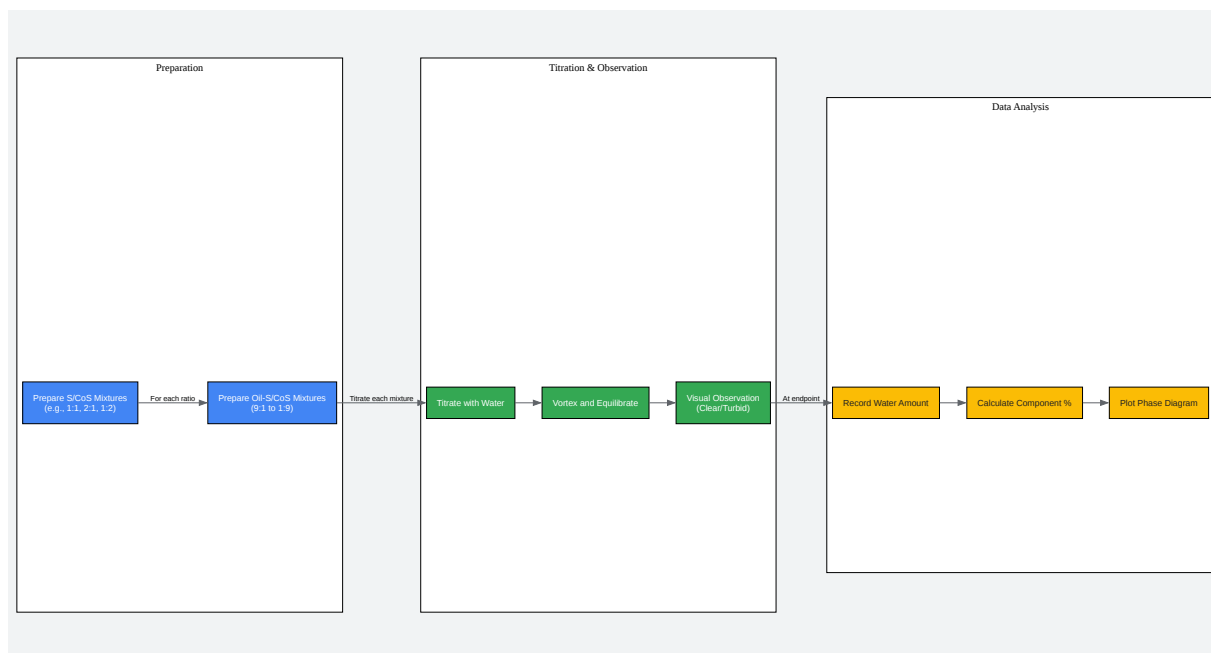 Preparation
Titration & Observation
Data Analysis
Prepare S/CoS Mixtures
(e.g., 1:1, 2:1, 1:2)
For each ratio
Prepare Oil-S/CoS Mixtures
(9:1 to 1:9)
Titrate each mixture
Titrate with Water
Vortex and Equilibrate
Visual Observation
(Clear/Turbid)
At endpoint
Record Water Amount
Calculate Component %
Plot Phase Diagram